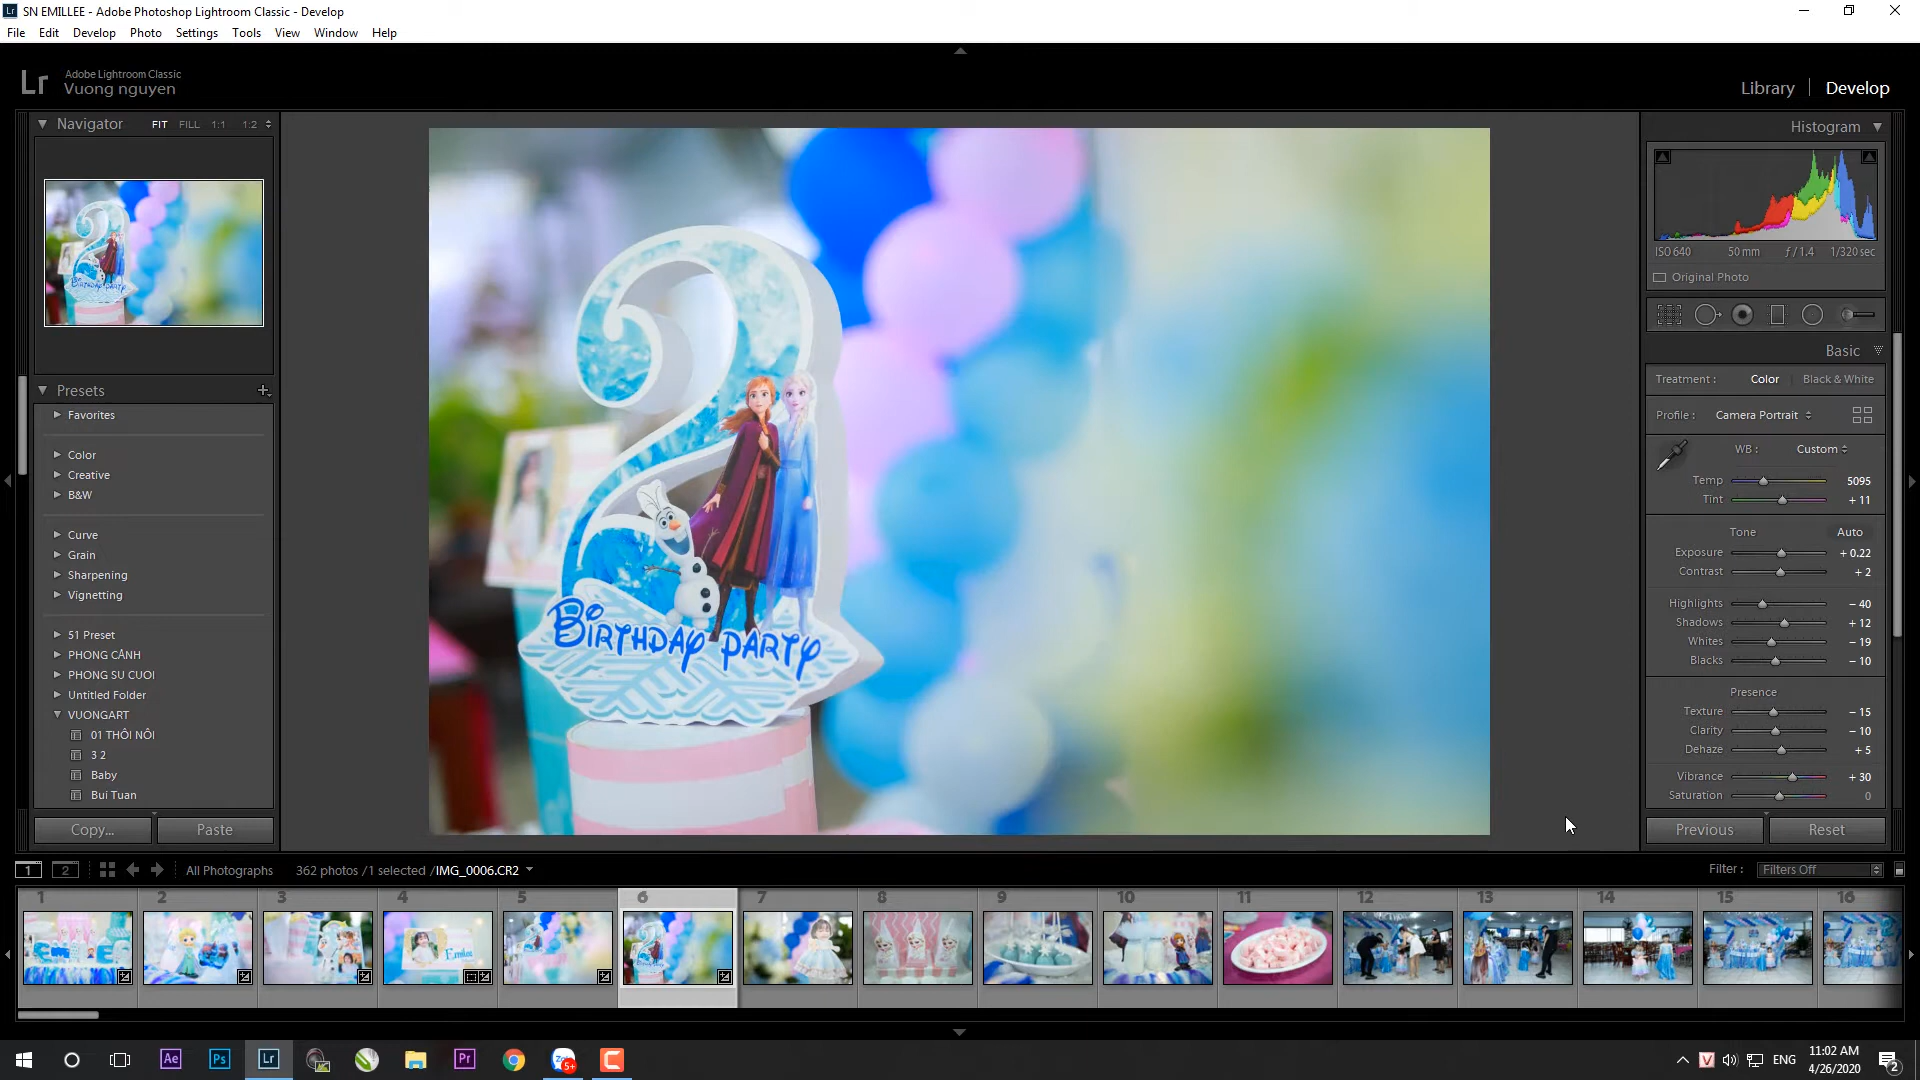 SN EMILLEE - Adobe Photoshop Lightroom Classic - Develop
File Edit Develop Photo Settings Tools View Window Help
Lr
Adobe Lightroom Classic
Vuong nguyen
Library | Develop
Navigator FIT FILL 1:1 1:2
Presets
Favorites
Color
Creative
B&W
Curve
Grain
Sharpening
Vignetting
51 Preset
PHONG CẢNH
PHONG SU CUOI
Untitled Folder
VUONGART
01 THÔI NÔI
3 2
Baby
Bui Tuan
Copy... Paste
BIRTHDAY PARTY
Histogram
ISO 640 50 mm ƒ / 1.4 1/320 sec
Original Photo
Basic
Treatment : Color Black & White
Profile : Camera Portrait
WB : Custom
Temp 5095
Tint + 11
Tone Auto
Exposure + 0.22
Contrast + 2
Highlights − 40
Shadows + 12
Whites − 19
Blacks − 10
Presence
Texture − 15
Clarity − 10
Dehaze + 5
Vibrance + 30
Saturation 0
Previous Reset
1 2 All Photographs 362 photos /1 selected /IMG_0006.CR2 Filter : Filters Off
1 2 3 4 5 6 7 8 9 10 11 12 13 14 15 16
Ae Ps Lr Pr 5+ V ENG
11:02 AM
4/26/2020
2